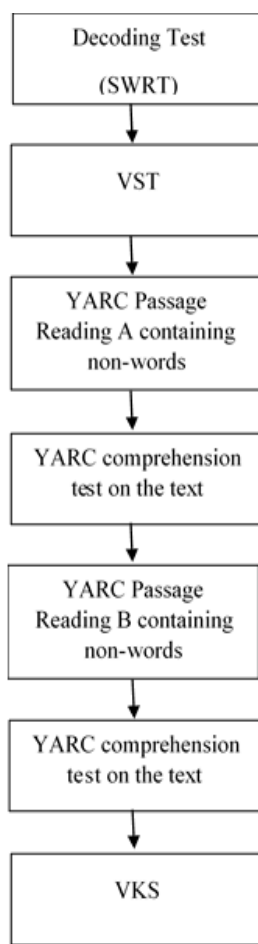 Decoding Test
(SWRT)
VST
YARC Passage
Reading A containing
non-words
YARC comprehension
test on the text
YARC Passage
Reading B containing
non-words
YARC comprehension
test on the text
VKS